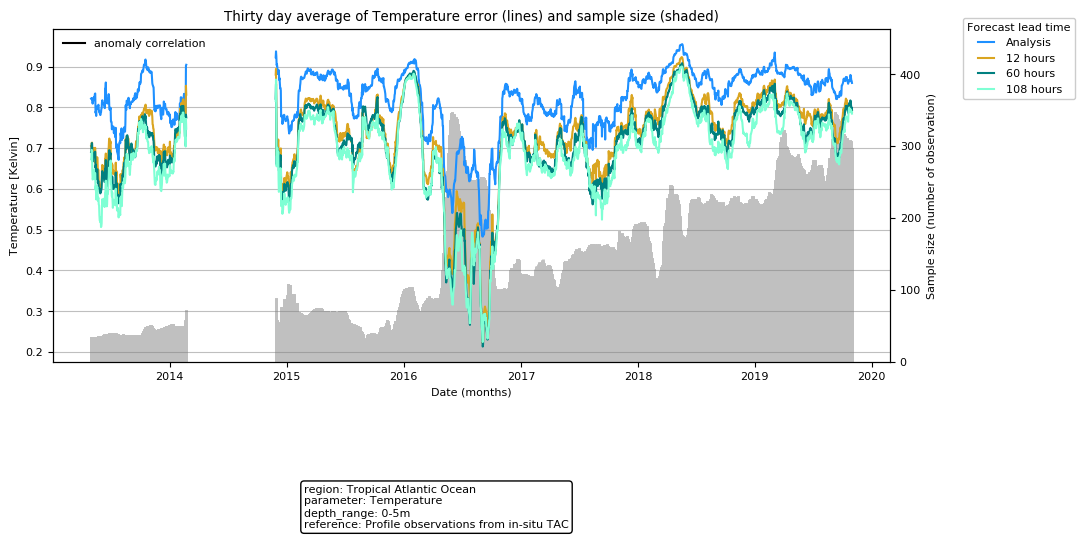 Thirty day average of Temperature error (lines) and sample size (shaded)
anomaly correlation
Forecast lead time
Analysis
12 hours
60 hours
108 hours
Temperature [Kelvin]
0.9
0.8
0.7
0.6
0.5
0.4
0.3
0.2
400
300
200
100
0
Sample size (number of observation)
2014 2015 2016 2017 2018 2019 2020
Date (months)
region: Tropical Atlantic Ocean
parameter: Temperature
depth_range: 0-5m
reference: Profile observations from in-situ TAC